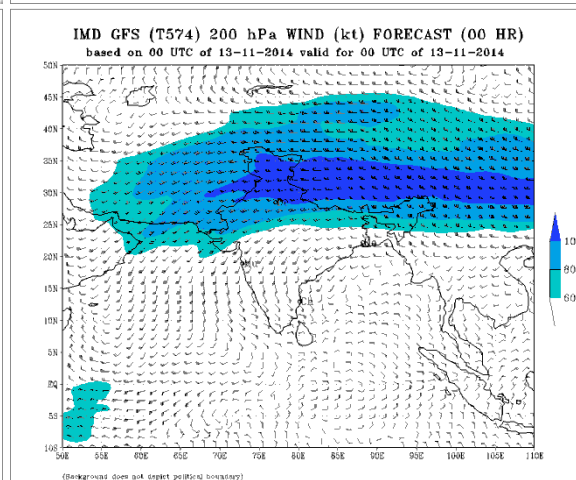 IMD GFS (T574) 200 hPa WIND (kt) FORECAST (00 HR)
based on 00 UTC of 13-11-2014 valid for 00 UTC of 13-11-2014
50N
45N
40N
35N
30N
25N
20N
15N
10N
5N
EQ
5S
10S
50E 55E 60E 65E 70E 75E 80E 85E 90E 95E 100E 105E 110E
10
80
60
(Background does not depict political boundary)